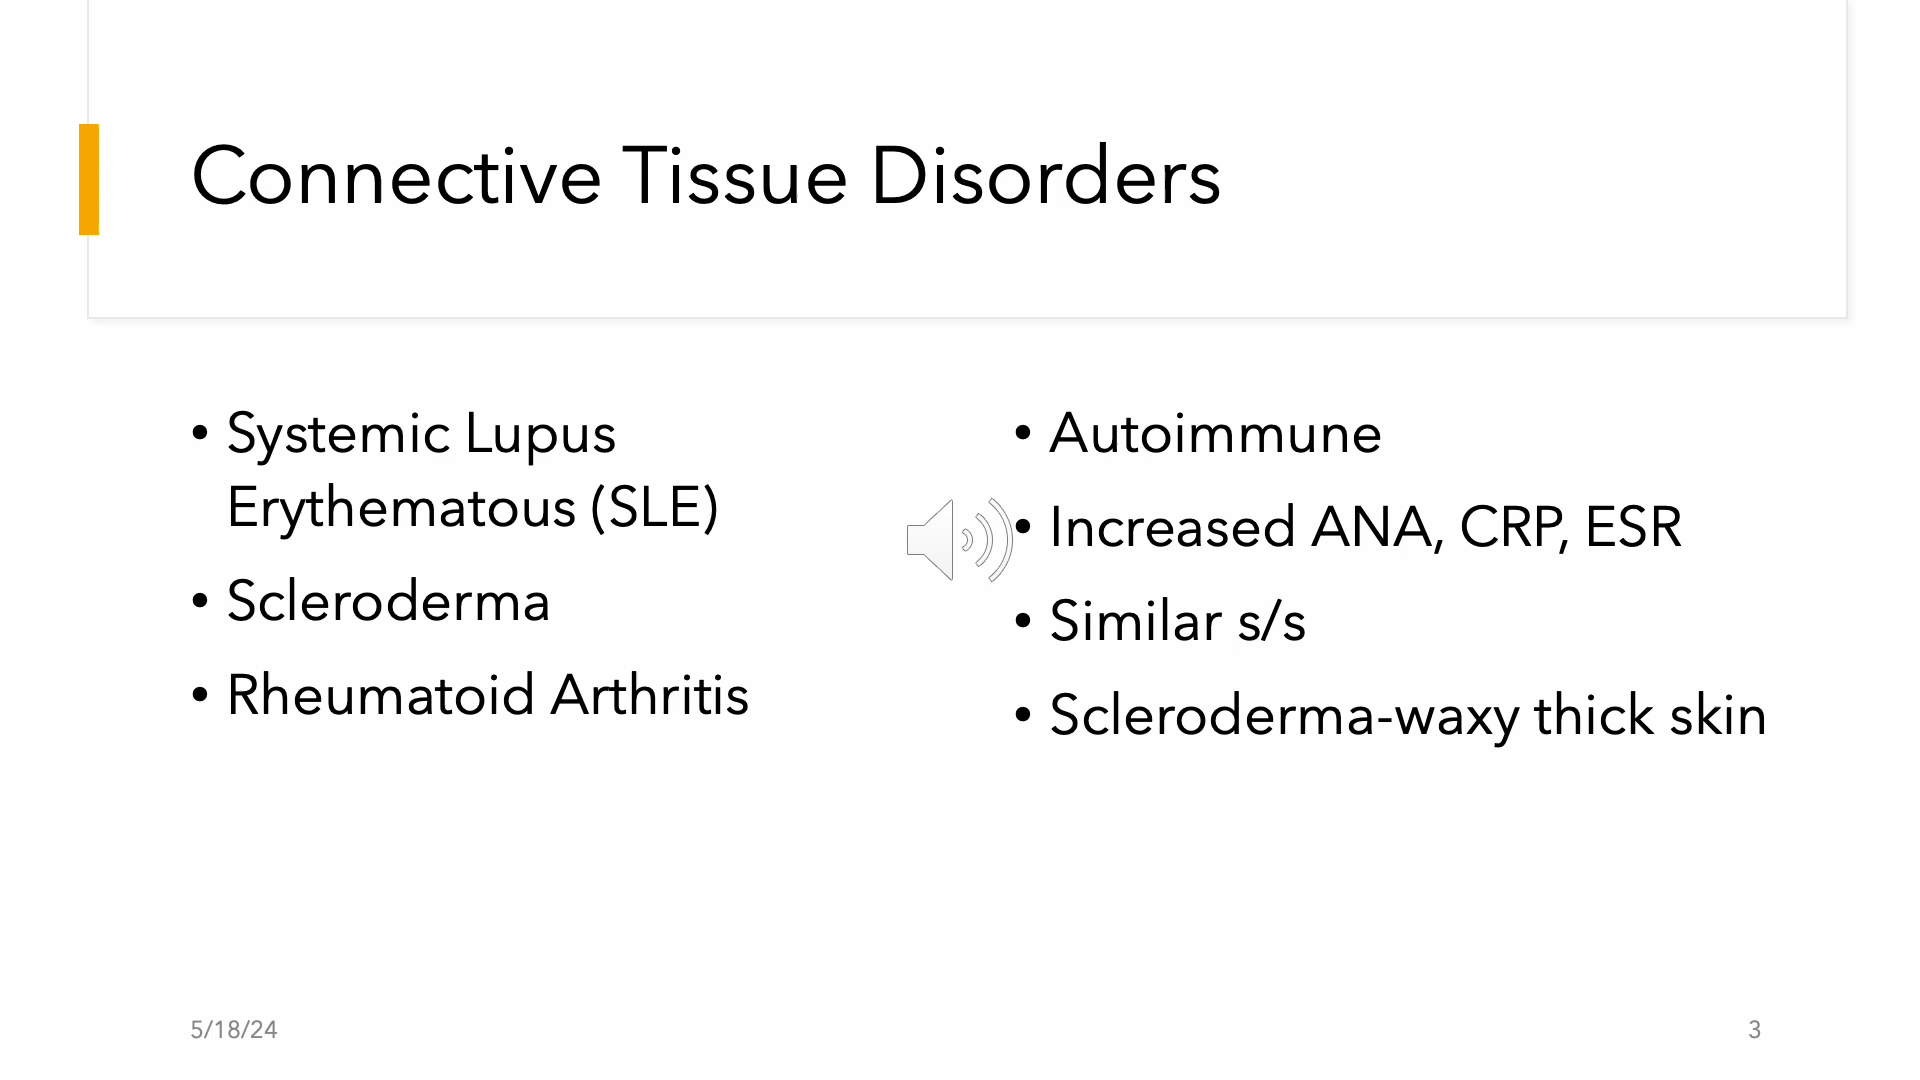 Connective Tissue Disorders
• Systemic Lupus
Erythematous (SLE)
• Scleroderma
• Rheumatoid Arthritis
• Autoimmune
• Increased ANA, CRP, ESR
• Similar s/s
• Scleroderma-waxy thick skin
5/18/24
3